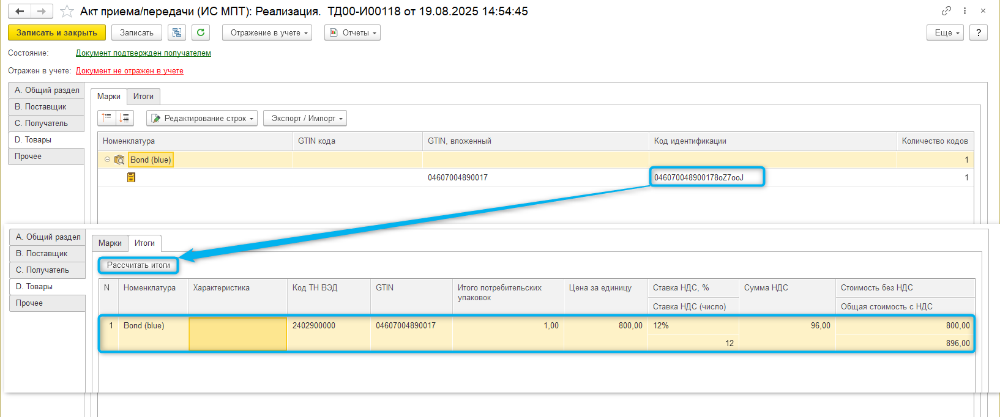 Акт приема/передачи (ИС МПТ): Реализация. ТД00-И00118 от 19.08.2025 14:54:45
Записать и закрыть Записать Отражение в учете Отчеты Еще ?
Состояние: Документ подтвержден получателем
Отражен в учете: Документ не отражен в учете
A. Общий раздел
B. Поставщик
C. Получатель
D. Товары
Прочее
Марки Итоги
Редактирование строк Экспорт / Импорт
Номенклатура GTIN кода GTIN, вложенный Код идентификации Количество кодов
Bond (blue) 1
04607004890017 046070048900178oZ7ooJ 1
A. Общий раздел
B. Поставщик
C. Получатель
D. Товары
Прочее
Марки Итоги
Рассчитать итоги
N Номенклатура Характеристика Код ТН ВЭД GTIN Итого потребительских упаковок Цена за единицу Ставка НДС, % Сумма НДС Стоимость без НДС
Ставка НДС (число) Общая стоимость с НДС
1 Bond (blue) 2402900000 04607004890017 1,00 800,00 12% 96,00 800,00
12 896,00